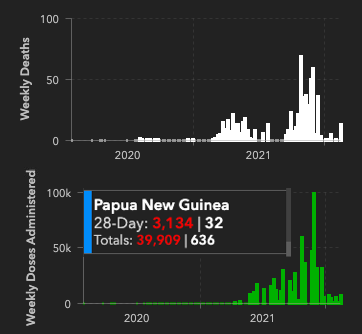 Weekly Deaths
100
50
0
2020
2021
Weekly Doses Administered
100k
50k
0
Papua New Guinea
28-Day: 3,134 | 32
Totals: 39,909 | 636
2020
2021